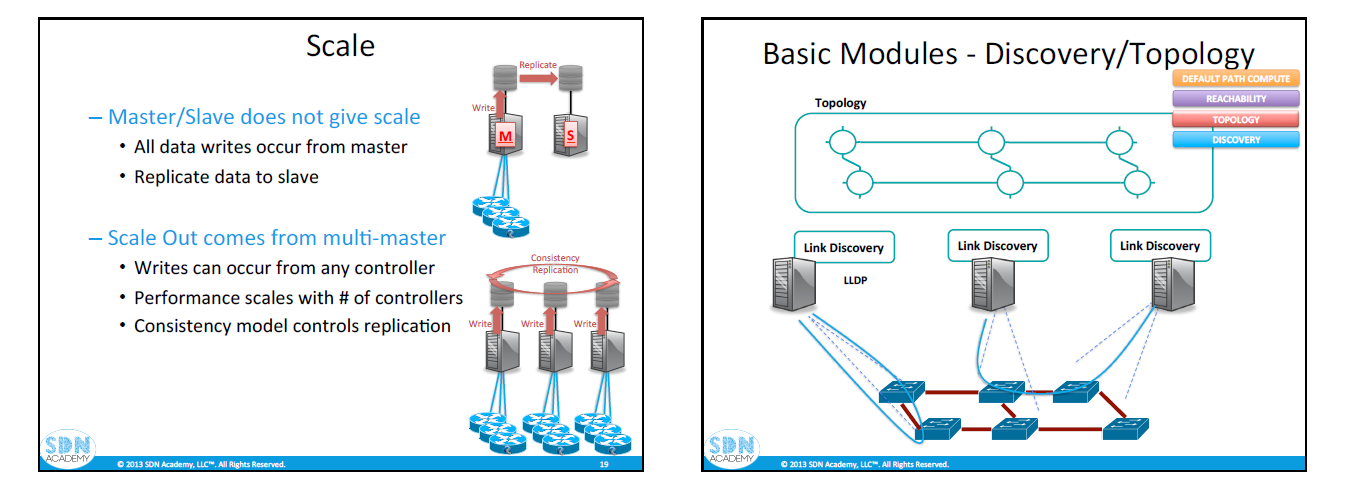 Scale
– Master/Slave does not give scale
• All data writes occur from master
• Replicate data to slave
– Scale Out comes from multi-master
• Writes can occur from any controller
• Performance scales with # of controllers
• Consistency model controls replication
Replicate
Write
M
S
Consistency
Replication
Write
Write
Write
SDN
ACADEMY
© 2013 SDN Academy, LLC™. All Rights Reserved.
19
Basic Modules - Discovery/Topology
DEFAULT PATH COMPUTE
REACHABILITY
TOPOLOGY
DISCOVERY
Topology
Link Discovery
Link Discovery
Link Discovery
LLDP
SDN
ACADEMY
© 2013 SDN Academy, LLC™. All Rights Reserved.